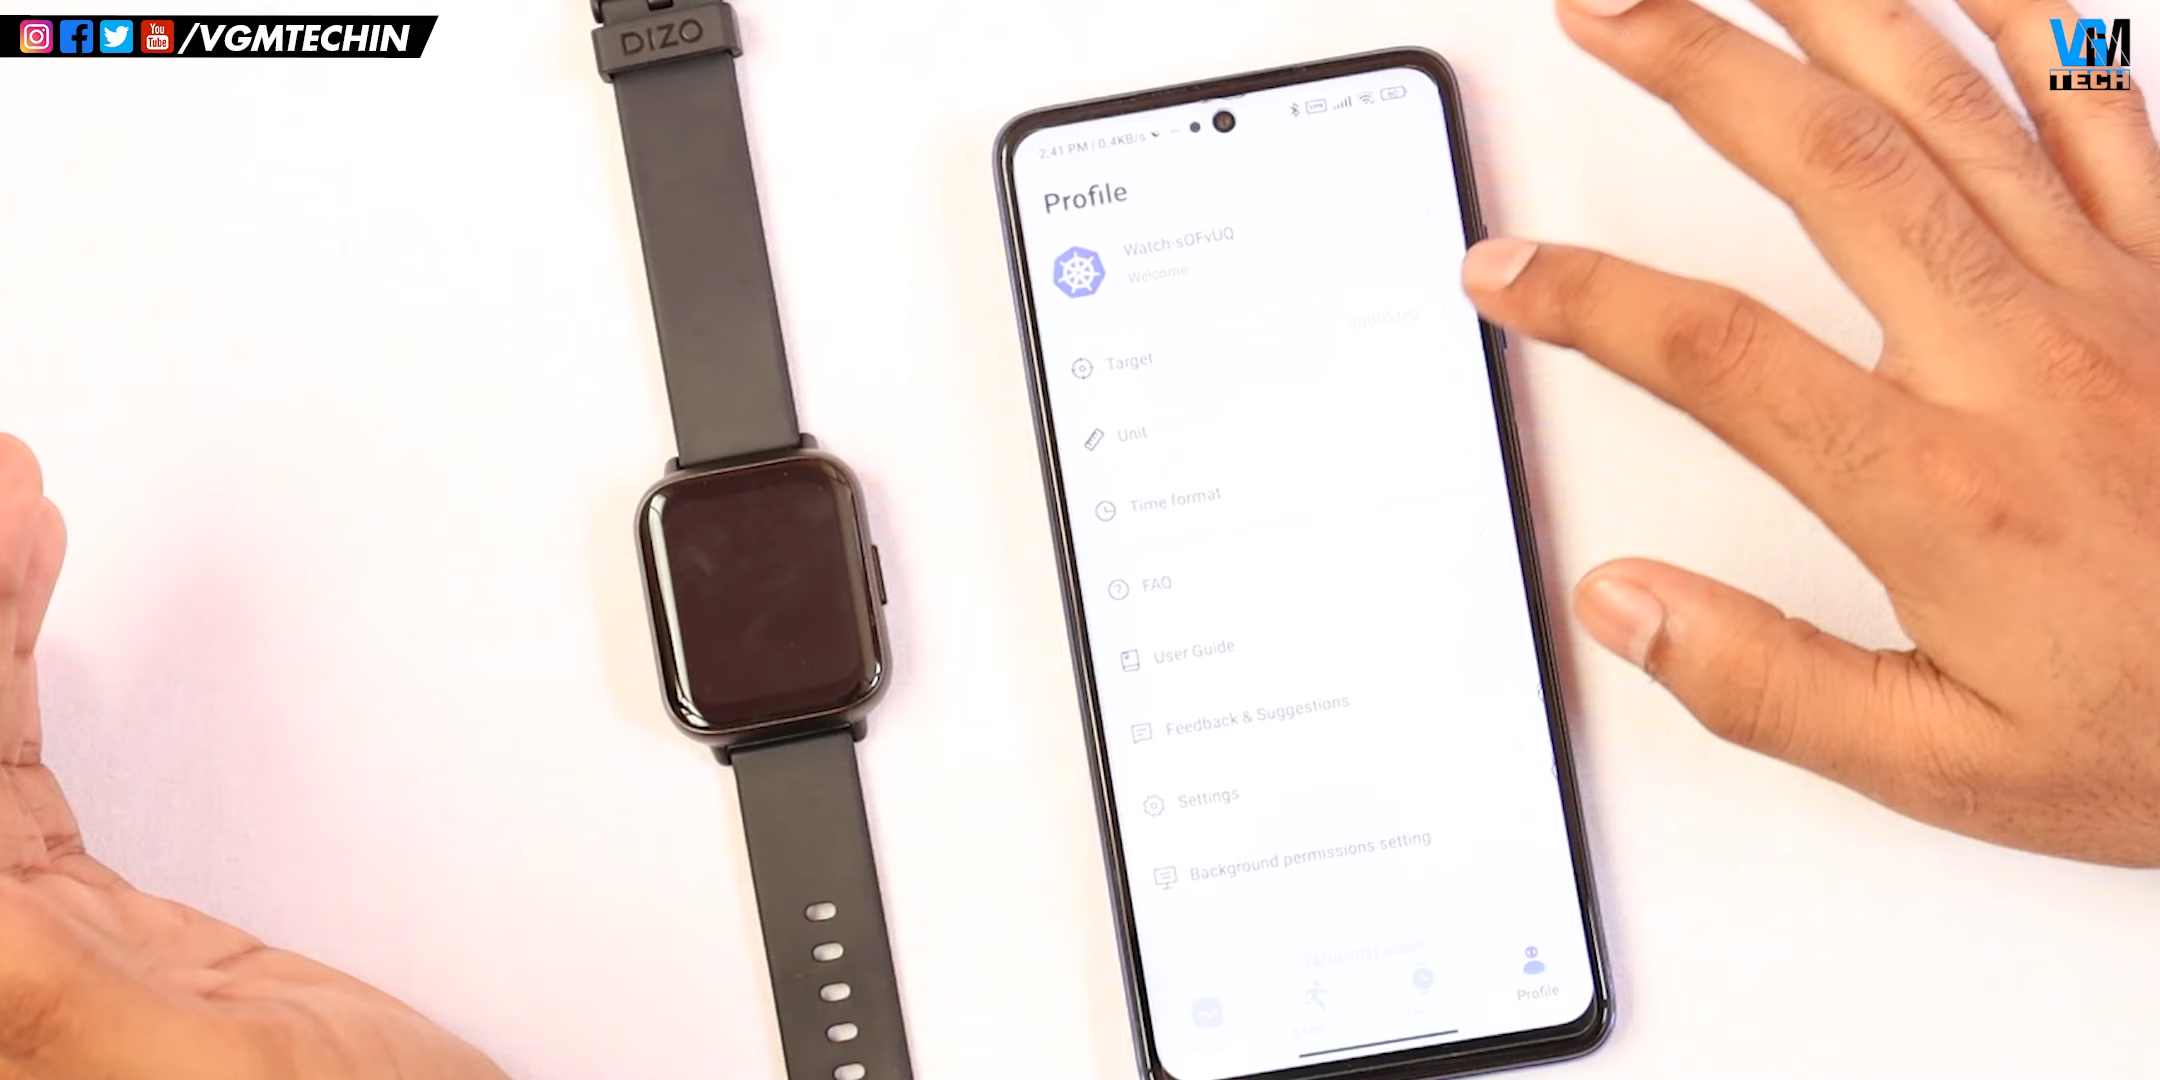 /VGMTECHIN
DIZO
VGM
TECH
2:41 PM | 0.4KB/s
Profile
Watch-sOFvUQ
Welcome
Target
Unit
Time format
FAQ
User Guide
Feedback & Suggestions
Settings
Background permissions setting
Profile